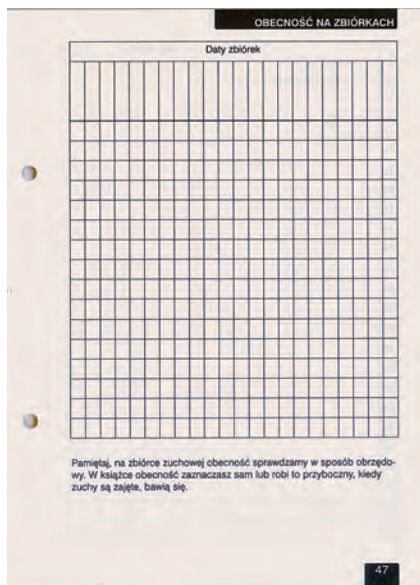 OBECNOŚĆ NA ZBIÓRKACH
Daty zbiórek
Pamiętaj, na zbiórce zuchowej obecność sprawdzamy w sposób obrzędo-
wy. W książce obecność zaznaczasz sam lub robi to przyboczny, kiedy
zuchy są zajęte, bawią się.
47